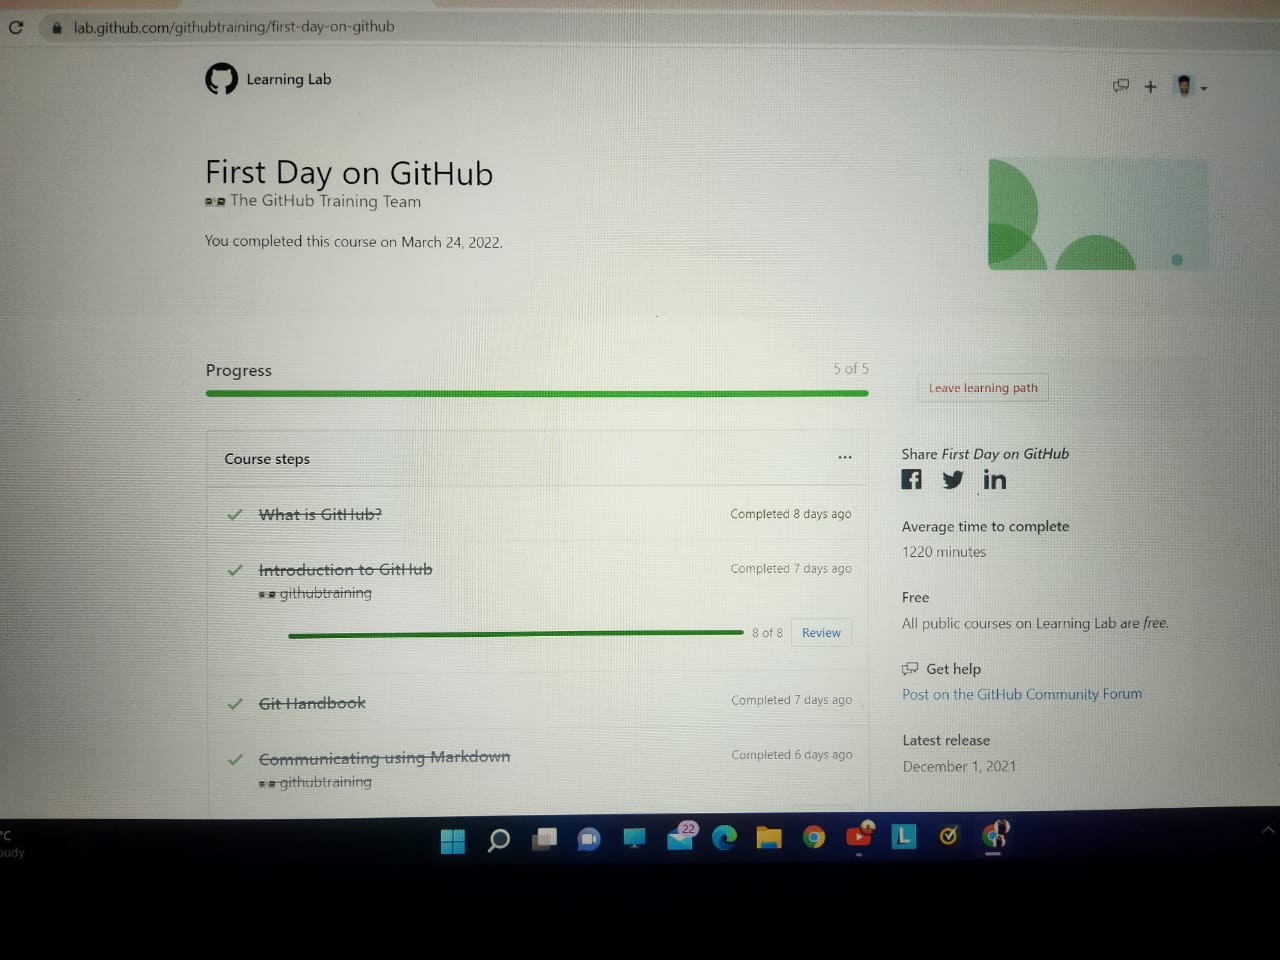 lab.github.com/githubtraining/first-day-on-github
Learning Lab
First Day on GitHub
The GitHub Training Team
You completed this course on March 24, 2022.
Progress
5 of 5
Leave learning path
Course steps
What is GitHub?
Completed 8 days ago
Introduction to GitHub
Completed 7 days ago
githubtraining
8 of 8
Review
Git Handbook
Completed 7 days ago
Communicating using Markdown
Completed 6 days ago
githubtraining
Share First Day on GitHub
Average time to complete
1220 minutes
Free
All public courses on Learning Lab are free.
Get help
Post on the GitHub Community Forum
Latest release
December 1, 2021
°C
oudy
22
L